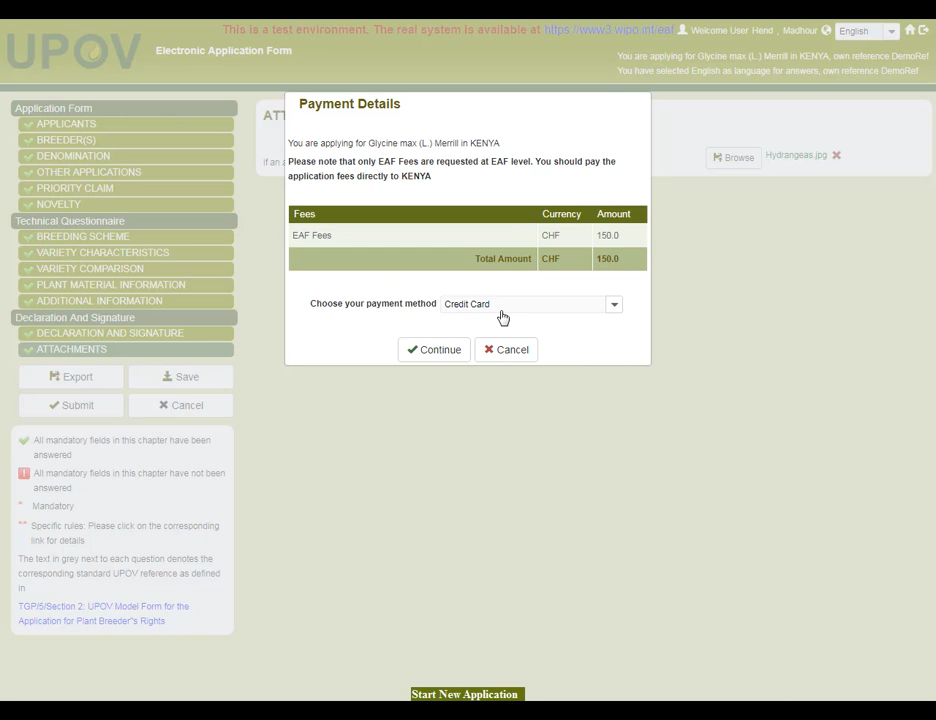 This is a test environment. The real system is available at https://www3.wipo.int/eaf
Welcome User Hend , Madhour
English
UPOV
Electronic Application Form
You are applying for Glycine max (L.) Merrill in KENYA, own reference DemoRef
You have selected English as language for answers, own reference DemoRef
Application Form
APPLICANTS
BREEDER(S)
DENOMINATION
OTHER APPLICATIONS
PRIORITY CLAIM
NOVELTY
Technical Questionnaire
BREEDING SCHEME
VARIETY CHARACTERISTICS
VARIETY COMPARISON
PLANT MATERIAL INFORMATION
ADDITIONAL INFORMATION
Declaration And Signature
DECLARATION AND SIGNATURE
ATTACHMENTS
Export
Save
Submit
Cancel
All mandatory fields in this chapter have been
answered
All mandatory fields in this chapter have not been
answered
* Mandatory
** Specific rules: Please click on the corresponding
link for details
The text in grey next to each question denotes the
corresponding standard UPOV reference as defined
in
TGP/5/Section 2: UPOV Model Form for the
Application for Plant Breeder"s Rights
ATT
if an a
Browse
Hydrangeas.jpg
Payment Details
You are applying for Glycine max (L.) Merrill in KENYA
Please note that only EAF Fees are requested at EAF level. You should pay the
application fees directly to KENYA
Fees Currency Amount
EAF Fees CHF 150.0
Total Amount CHF 150.0
Choose your payment method Credit Card
Continue
Cancel
Start New Application